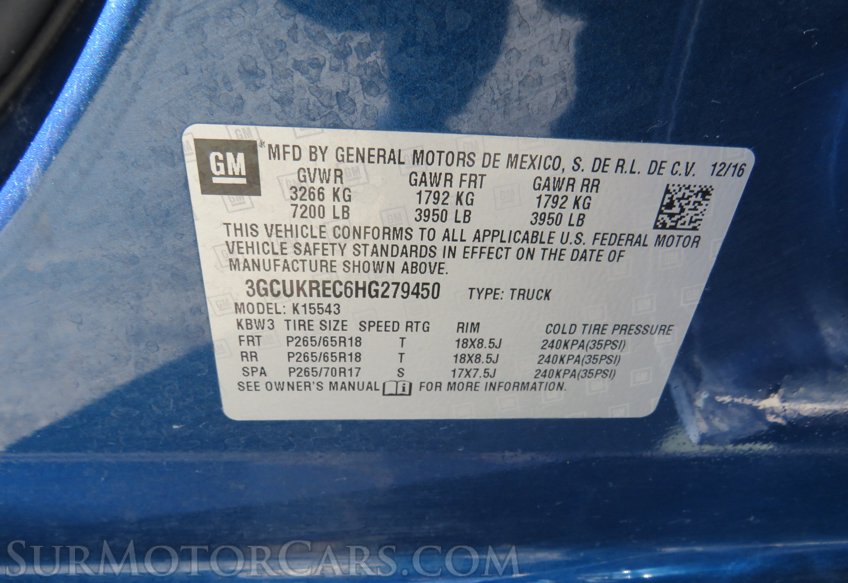 GM *MFD BY GENERAL MOTORS DE MEXICO, S. DE R.L. DE C.V. 12/16
GVWR GAWR FRT GAWR RR
3266 KG 1792 KG 1792 KG
7200 LB 3950 LB 3950 LB
THIS VEHICLE CONFORMS TO ALL APPLICABLE U.S. FEDERAL MOTOR
VEHICLE SAFETY STANDARDS IN EFFECT ON THE DATE OF
MANUFACTURE SHOWN ABOVE.
3GCUKREC6HG279450 TYPE: TRUCK
MODEL: K15543
KBW3 TIRE SIZE SPEED RTG RIM COLD TIRE PRESSURE
FRT P265/65R18 T 18X8.5J 240KPA(35PSI)
RR P265/65R18 T 18X8.5J 240KPA(35PSI)
SPA P265/70R17 S 17X7.5J 240KPA(35PSI)
SEE OWNER'S MANUAL FOR MORE INFORMATION.
SurMotorCars.com